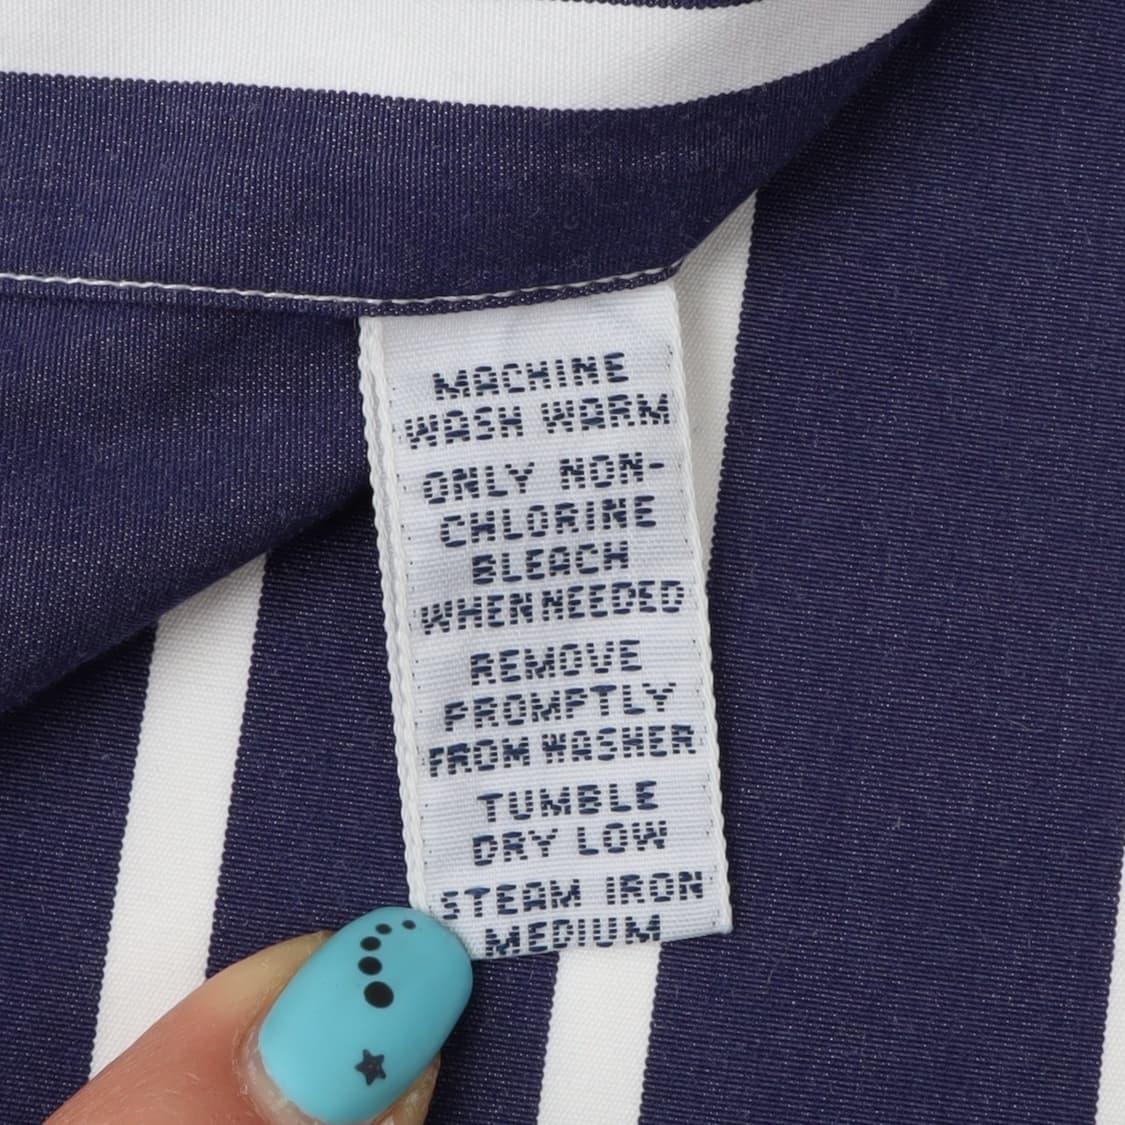 MACHINE
WASH WARM
ONLY NON-
CHLORINE
BLEACH
WHEN NEEDED
REMOVE
PROMPTLY
FROM WASHER
TUMBLE
DRY LOW
STEAM IRON
MEDIUM